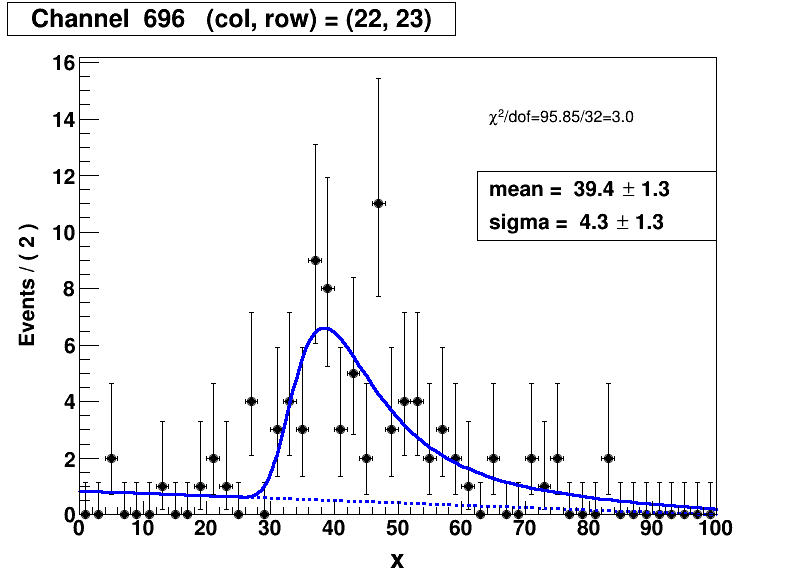 Channel 696 (col, row) = (22, 23)
16
14
12
10
8
6
4
2
0
Events / ( 2 )
χ²/dof=95.85/32=3.0
mean = 39.4 ± 1.3
sigma = 4.3 ± 1.3
0 10 20 30 40 50 60 70 80 90 100
x